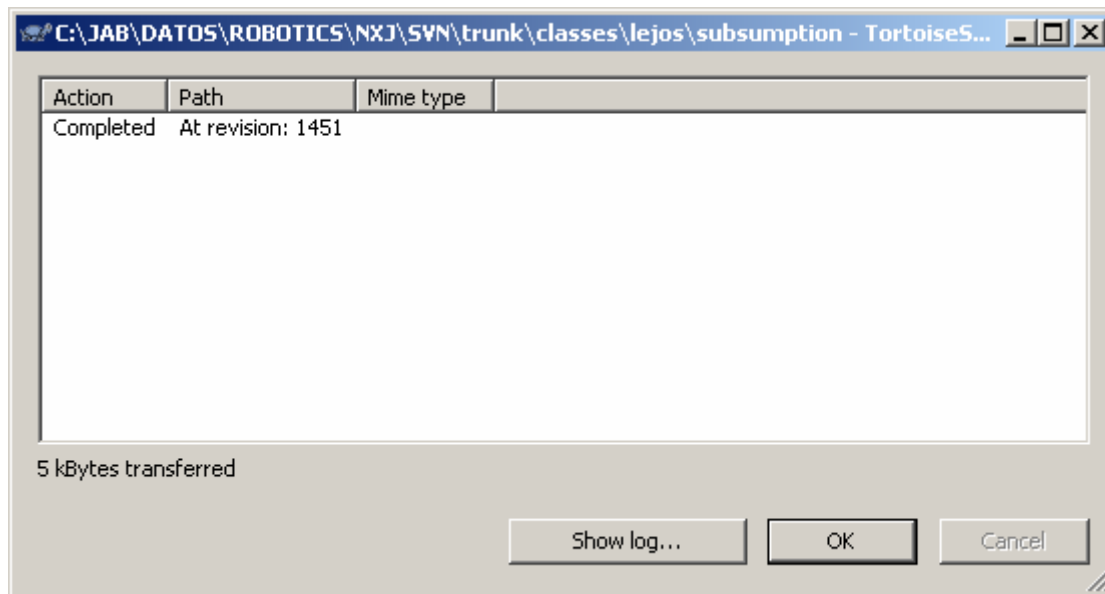 C:\JAB\DATOS\ROBOTICS\NXJ\SVN\trunk\classes\lejos\subsumption - TortoiseS...
Action Path Mime type
Completed At revision: 1451
5 kBytes transferred
Show log... OK Cancel